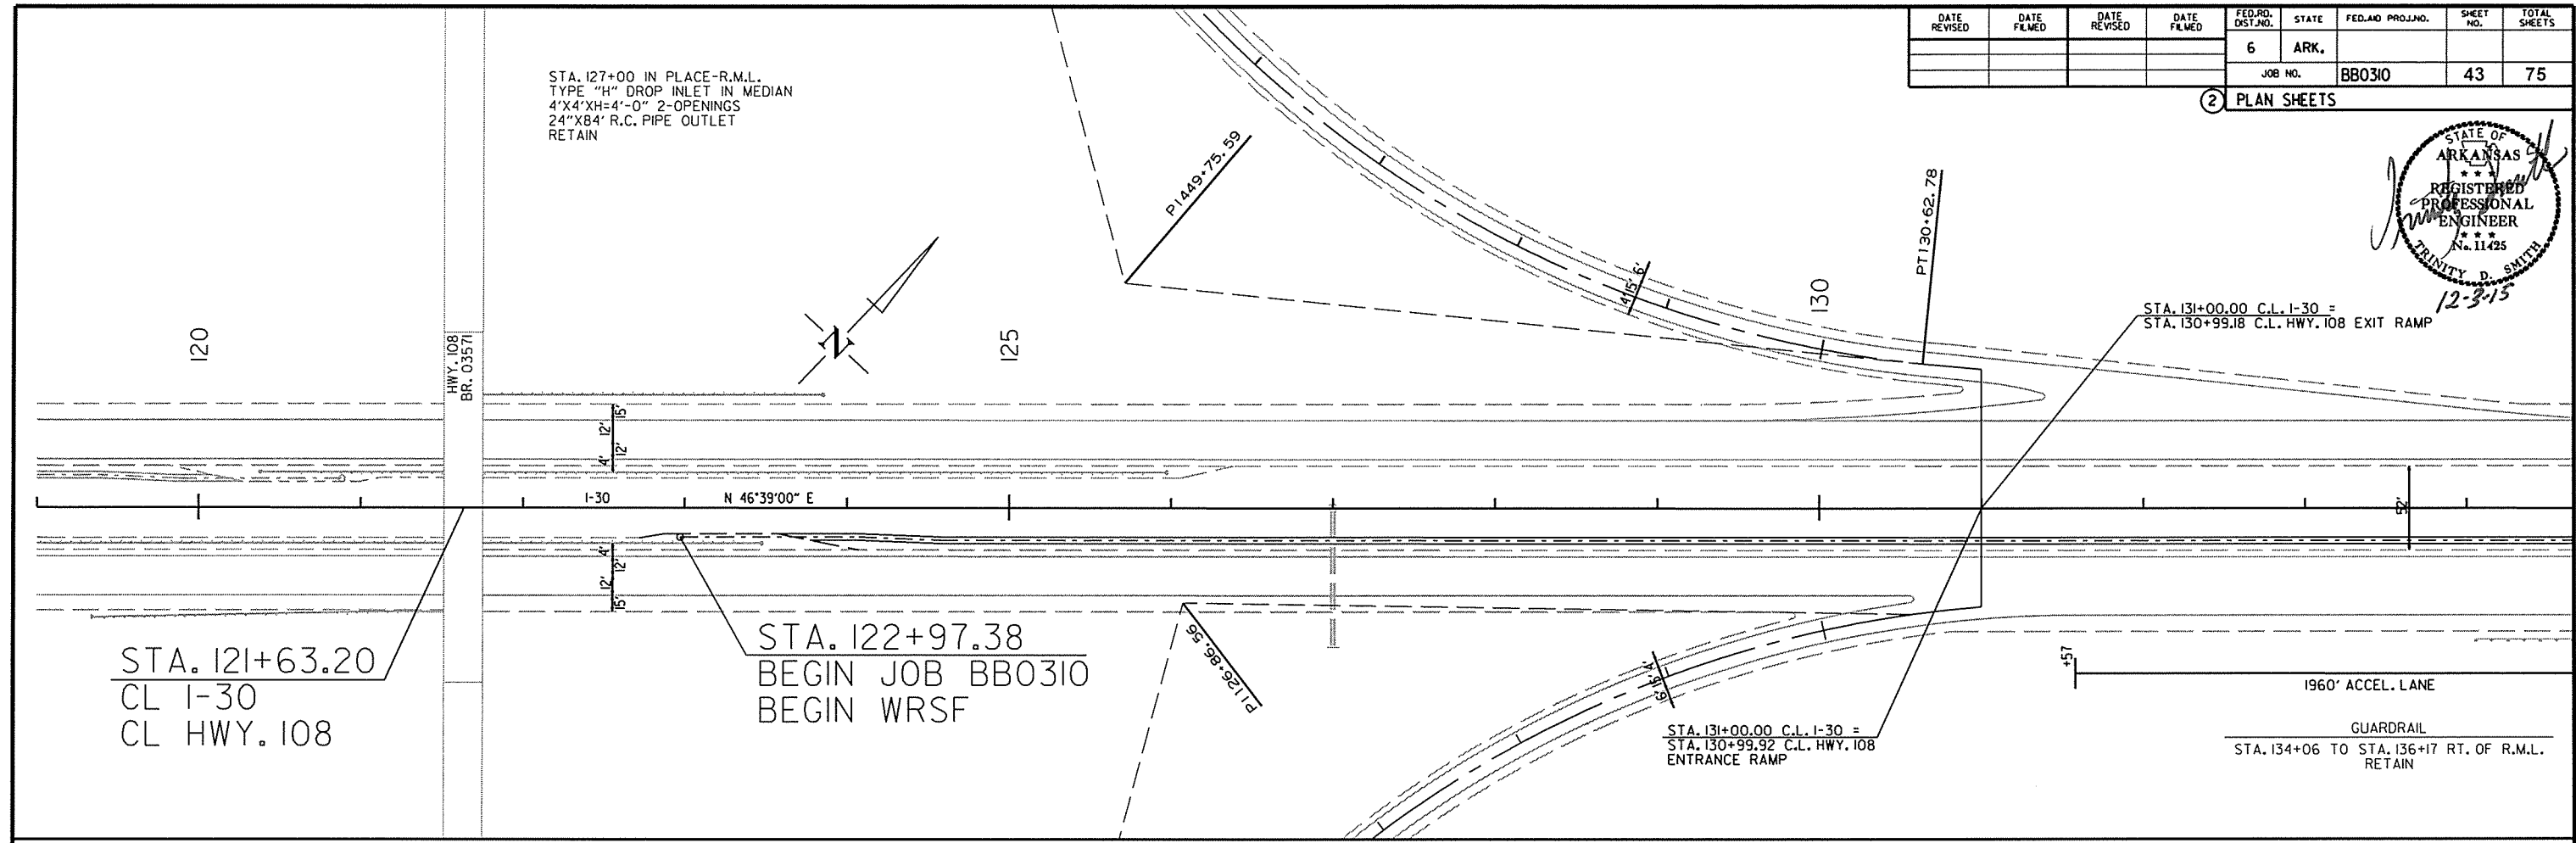 DATE REVISED
DATE FILMED
DATE REVISED
DATE FILMED
FED.RD. DIST.NO.
STATE
FED.AID PROJ.NO.
SHEET NO.
TOTAL SHEETS
6
ARK.
JOB NO.
BB0310
43
75
2
PLAN SHEETS
STATE OF
ARKANSAS
★ ★ ★
REGISTERED
PROFESSIONAL
ENGINEER
★ ★ ★
No. 11425
TRINITY D. SMITH
12-3-15
STA. 127+00 IN PLACE-R.M.L.
TYPE "H" DROP INLET IN MEDIAN
4'X4'XH=4'-0" 2-OPENINGS
24"X84' R.C. PIPE OUTLET
RETAIN
PI 449+75.59
PT 130+62.78
4' 15' 6'
N
120
HWY. 108
BR. 03571
125
130
STA. 131+00.00 C.L. I-30 =
STA. 130+99.18 C.L. HWY. 108 EXIT RAMP
15'
12'
12'
4'
I-30
N 46°39'00" E
52'
4'
12'
12'
15'
STA. 121+63.20
CL I-30
CL HWY. 108
STA. 122+97.38
BEGIN JOB BB0310
BEGIN WRSF
PI 126+86.56
6' 15' 4'
STA. 131+00.00 C.L. I-30 =
STA. 130+99.92 C.L. HWY. 108
ENTRANCE RAMP
+57
1960' ACCEL. LANE
GUARDRAIL
STA. 134+06 TO STA. 136+17 RT. OF R.M.L.
RETAIN